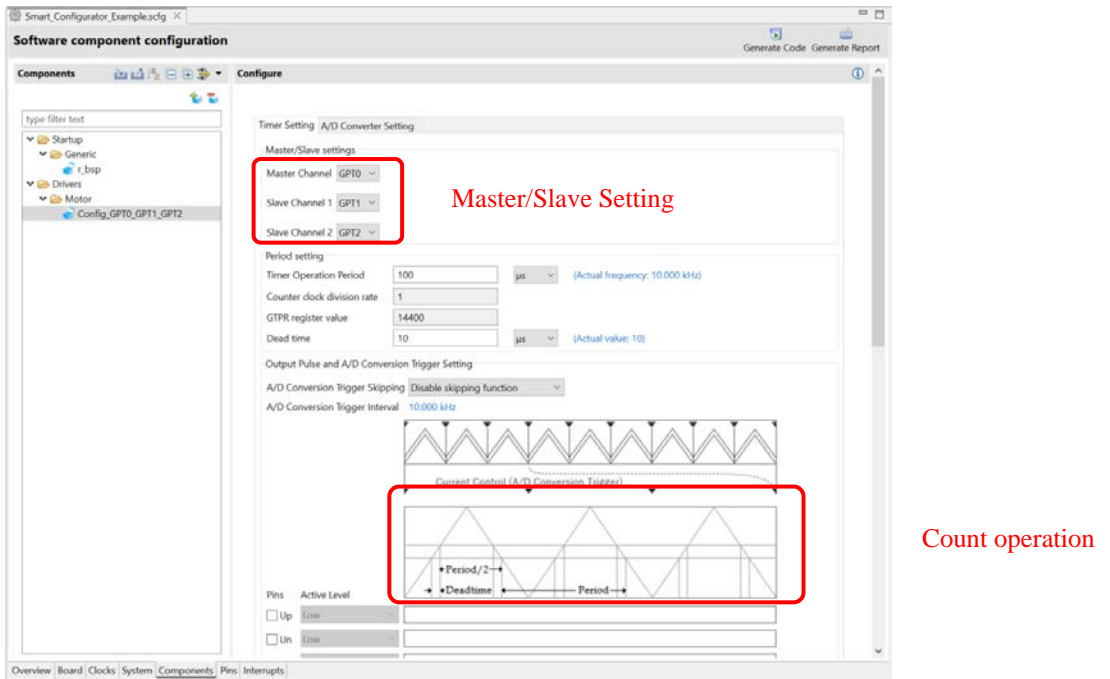 Smart_Configurator_Example.scfg
Software component configuration
Generate Code Generate Report
Components
Configure
type filter text
Startup
Generic
r_bsp
Drivers
Motor
Config_GPT0_GPT1_GPT2
Timer Setting A/D Converter Setting
Master/Slave settings
Master Channel GPT0
Slave Channel 1 GPT1
Slave Channel 2 GPT2
Master/Slave Setting
Period setting
Timer Operation Period 100 µs (Actual frequency: 10.000 kHz)
Counter clock division rate 1
GTPR register value 14400
Dead time 10 µs (Actual value: 10)
Output Pulse and A/D Conversion Trigger Setting
A/D Conversion Trigger Skipping Disable skipping function
A/D Conversion Trigger Interval 10.000 kHz
Current Control (A/D Conversion Trigger)
Count operation
Period/2
Deadtime Period
Pins Active Level
Up Low
Un Low
Overview Board Clocks System Components Pins Interrupts